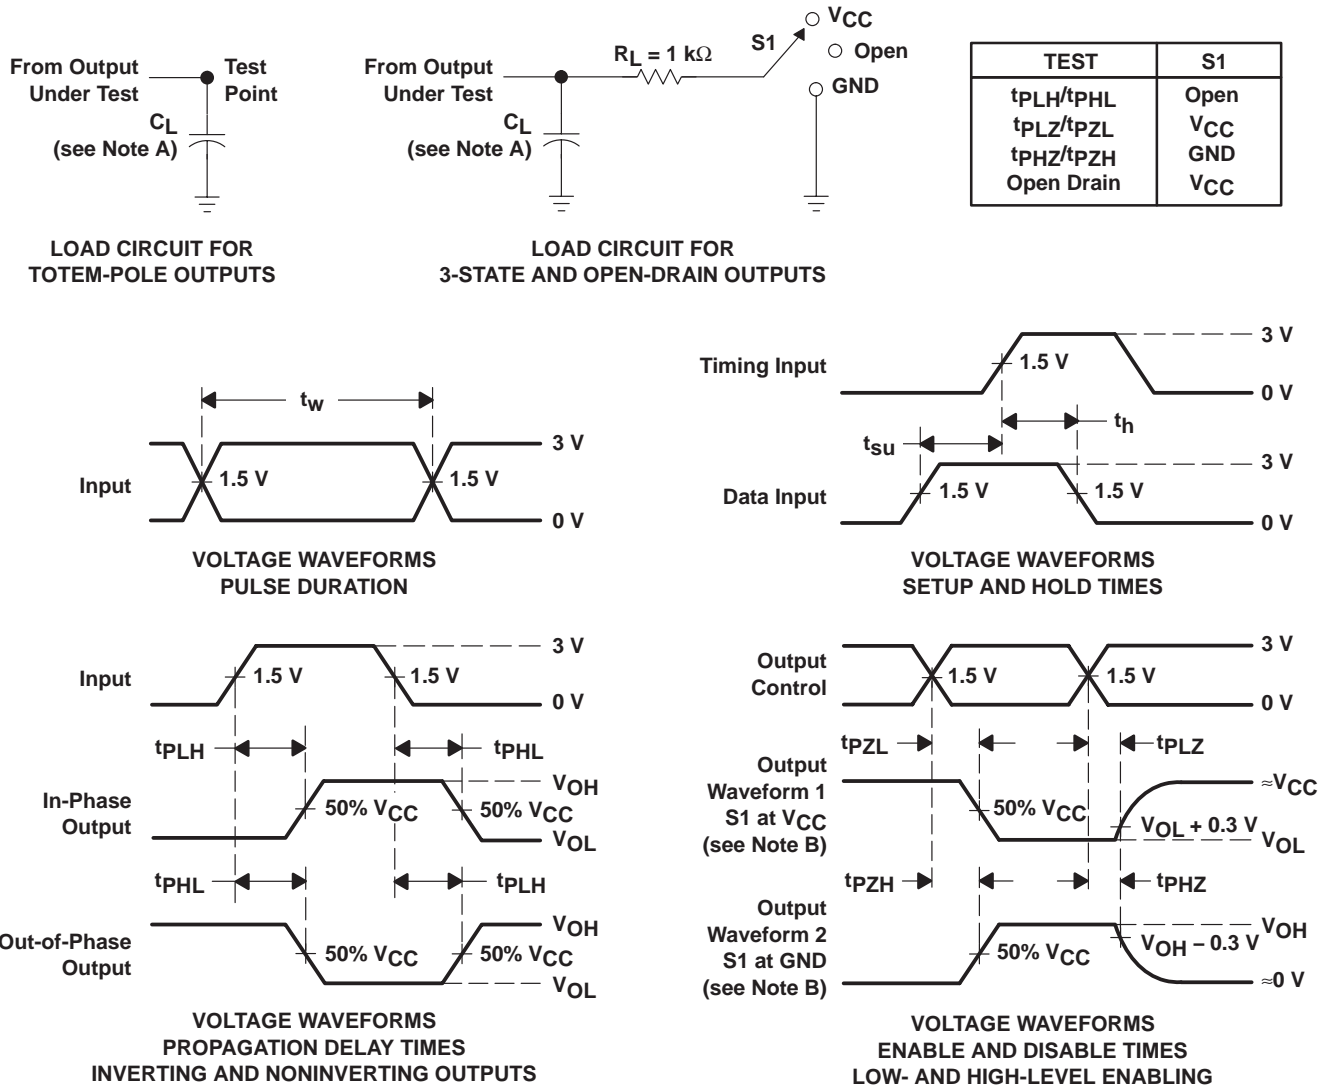 From Output
Under Test
Test
Point
CL
(see Note A)
LOAD CIRCUIT FOR
TOTEM-POLE OUTPUTS
From Output
Under Test
CL
(see Note A)
RL = 1 kΩ
S1
VCC
Open
GND
LOAD CIRCUIT FOR
3-STATE AND OPEN-DRAIN OUTPUTS
TEST S1
tPLH/tPHL Open
tPLZ/tPZL VCC
tPHZ/tPZH GND
Open Drain VCC
tw
Input
1.5 V 1.5 V
3 V
0 V
VOLTAGE WAVEFORMS
PULSE DURATION
Timing Input
1.5 V
3 V
0 V
tsu
th
Data Input
1.5 V 1.5 V
3 V
0 V
VOLTAGE WAVEFORMS
SETUP AND HOLD TIMES
Input
1.5 V 1.5 V
3 V
0 V
tPLH tPHL
In-Phase
Output
50% VCC 50% VCC
VOH
VOL
tPHL tPLH
Out-of-Phase
Output
50% VCC 50% VCC
VOH
VOL
VOLTAGE WAVEFORMS
PROPAGATION DELAY TIMES
INVERTING AND NONINVERTING OUTPUTS
Output
Control
1.5 V 1.5 V
3 V
0 V
tPZL tPLZ
Output
Waveform 1
S1 at VCC
(see Note B)
50% VCC
≈VCC
VOL + 0.3 V
VOL
tPZH tPHZ
Output
Waveform 2
S1 at GND
(see Note B)
50% VCC
VOH
VOH − 0.3 V
≈0 V
VOLTAGE WAVEFORMS
ENABLE AND DISABLE TIMES
LOW- AND HIGH-LEVEL ENABLING